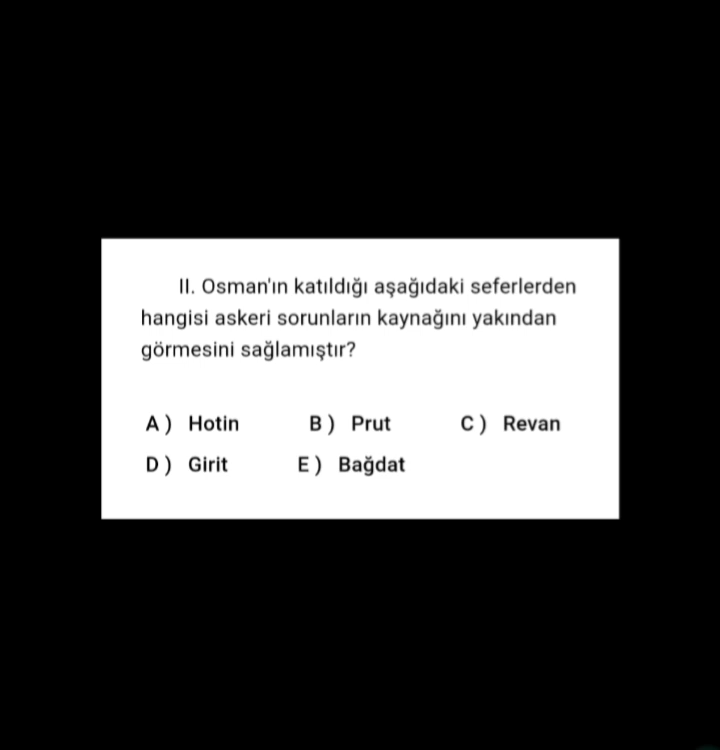 II. Osman'ın katıldığı aşağıdaki seferlerden
hangisi askeri sorunların kaynağını yakından
görmesini sağlamıştır?
A ) Hotin B ) Prut C ) Revan
D ) Girit E ) Bağdat